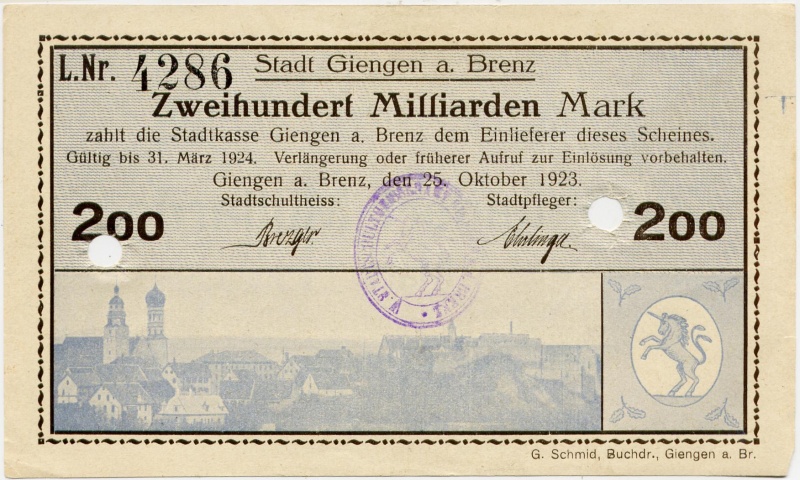 L.Nr. 4286 Stadt Giengen a. Brenz
Zweihundert Milliarden Mark
zahlt die Stadtkasse Giengen a. Brenz dem Einlieferer dieses Scheines.
Gültig bis 31. März 1924. Verlängerung oder früherer Aufruf zur Einlösung vorbehalten.
Giengen a. Brenz, den 25. Oktober 1923.
Stadtschultheiss: Stadtpfleger:
200 200
Brezger
G. Schmid, Buchdr., Giengen a. Br.